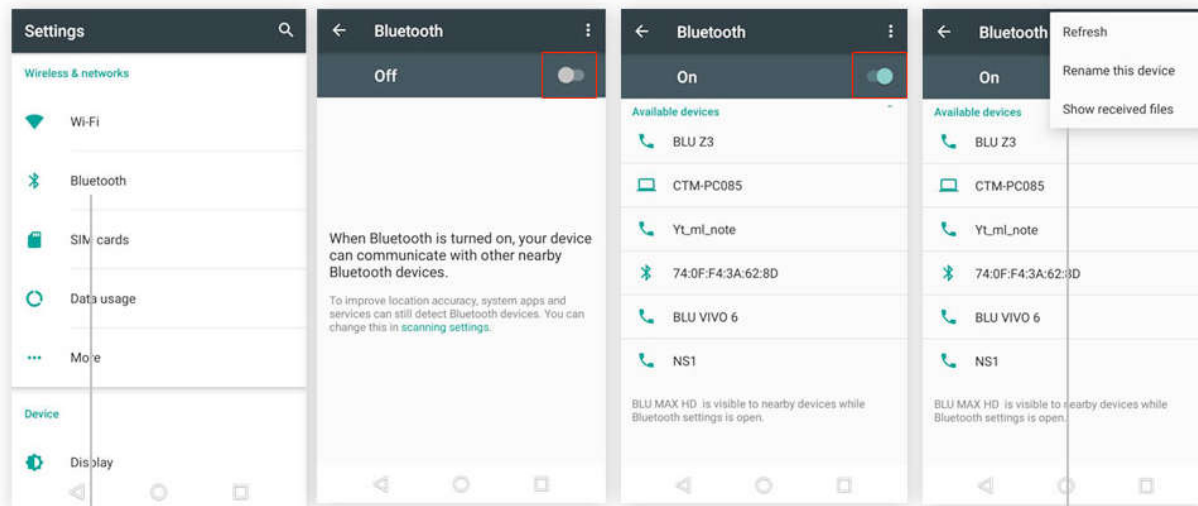 Settings
Wireless & networks
Wi-Fi
Bluetooth
SIM cards
Data usage
More
Device
Display
Bluetooth
Off
When Bluetooth is turned on, your device
can communicate with other nearby
Bluetooth devices.
To improve location accuracy, system apps and
services can still detect Bluetooth devices. You can
change this in scanning settings.
Bluetooth
On
Available devices
BLU Z3
CTM-PC085
Yt_ml_note
74:0F:F4:3A:62:8D
BLU VIVO 6
NS1
BLU MAX HD is visible to nearby devices while
Bluetooth settings is open.
Bluetooth
On
Refresh
Rename this device
Show received files
Available devices
BLU Z3
CTM-PC085
Yt_ml_note
74:0F:F4:3A:62:8D
BLU VIVO 6
NS1
BLU MAX HD is visible to nearby devices while
Bluetooth settings is open.